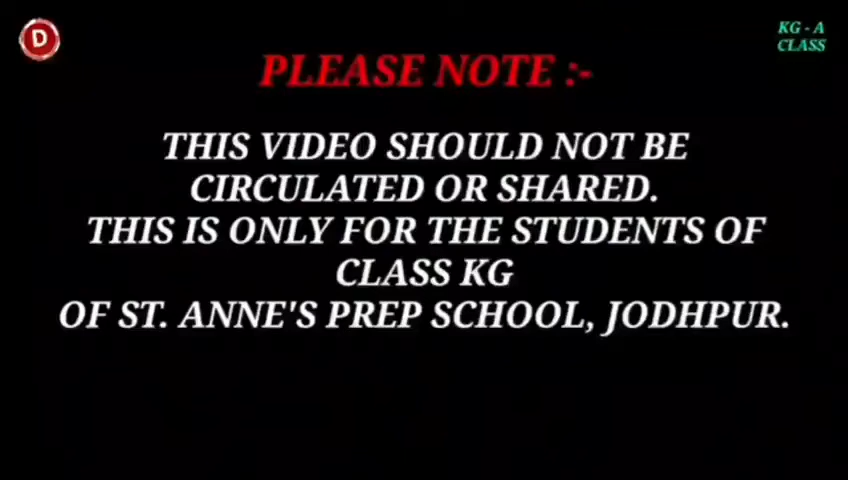 D
KG - A
CLASS
PLEASE NOTE :-
THIS VIDEO SHOULD NOT BE
CIRCULATED OR SHARED.
THIS IS ONLY FOR THE STUDENTS OF
CLASS KG
OF ST. ANNE'S PREP SCHOOL, JODHPUR.